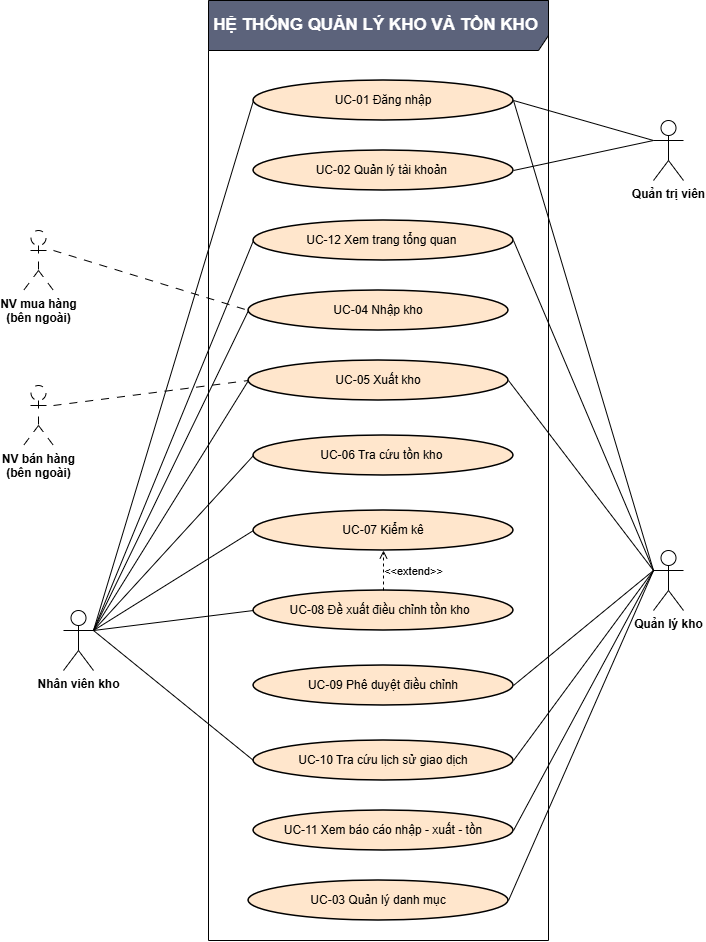 HỆ THỐNG QUẢN LÝ KHO VÀ TỒN KHO
UC-01 Đăng nhập
Quản trị viên
UC-02 Quản lý tài khoản
UC-12 Xem trang tổng quan
NV mua hàng
(bên ngoài)
UC-04 Nhập kho
UC-05 Xuất kho
NV bán hàng
(bên ngoài)
UC-06 Tra cứu tồn kho
UC-07 Kiểm kê
<<extend>>
UC-08 Đề xuất điều chỉnh tồn kho
Quản lý kho
Nhân viên kho
UC-09 Phê duyệt điều chỉnh
UC-10 Tra cứu lịch sử giao dịch
UC-11 Xem báo cáo nhập - xuất - tồn
UC-03 Quản lý danh mục